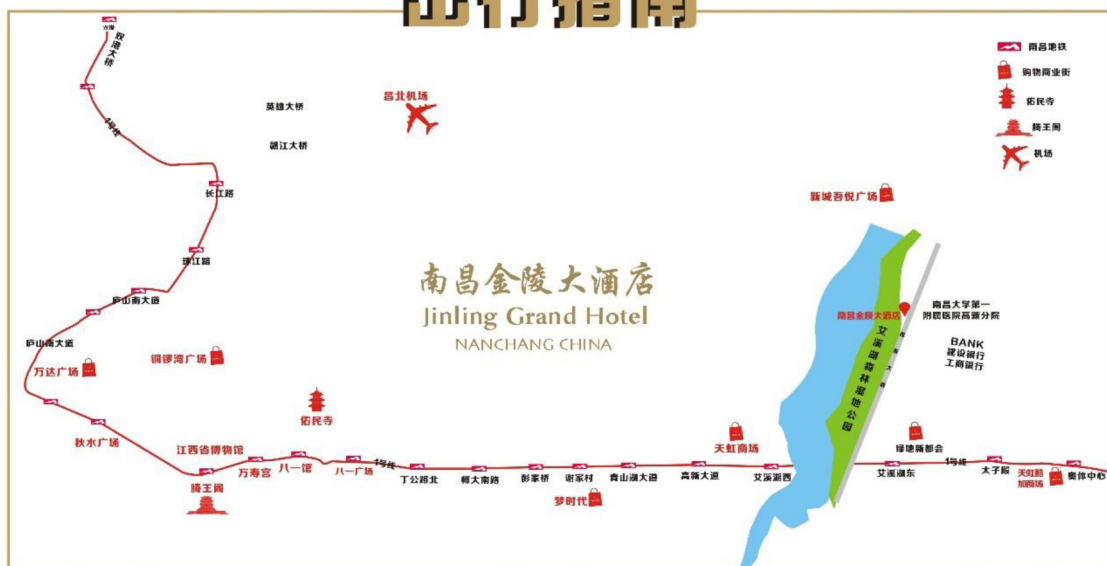 出行指南
双港
双港大桥
1号线
英雄大桥
朝江大桥
昌北机场
南昌地铁
购物商业街
佑民寺
腾王阁
机场
长江路
珠江路
庐山南大道
庐山南大道
万达广场
铜锣湾广场
秋水广场
佑民寺
江西省博物馆
腾王阁
万寿宫
八一馆
八一广场
1号线
丁公路北
师大南路
彭家桥
谢家村
青山湖大道
高新大道
艾溪湖西
梦时代
天虹商场
南昌金陵大酒店
Jinling Grand Hotel
NANCHANG CHINA
新城吾悦广场
南昌金陵大酒店
艾溪湖森林湿地公园
南昌大学第一
附属医院高新分院
BANK
建设银行
工商银行
绿地新都会
艾溪湖东
1号线
太子殿
天虹超
加商场
奥体中心